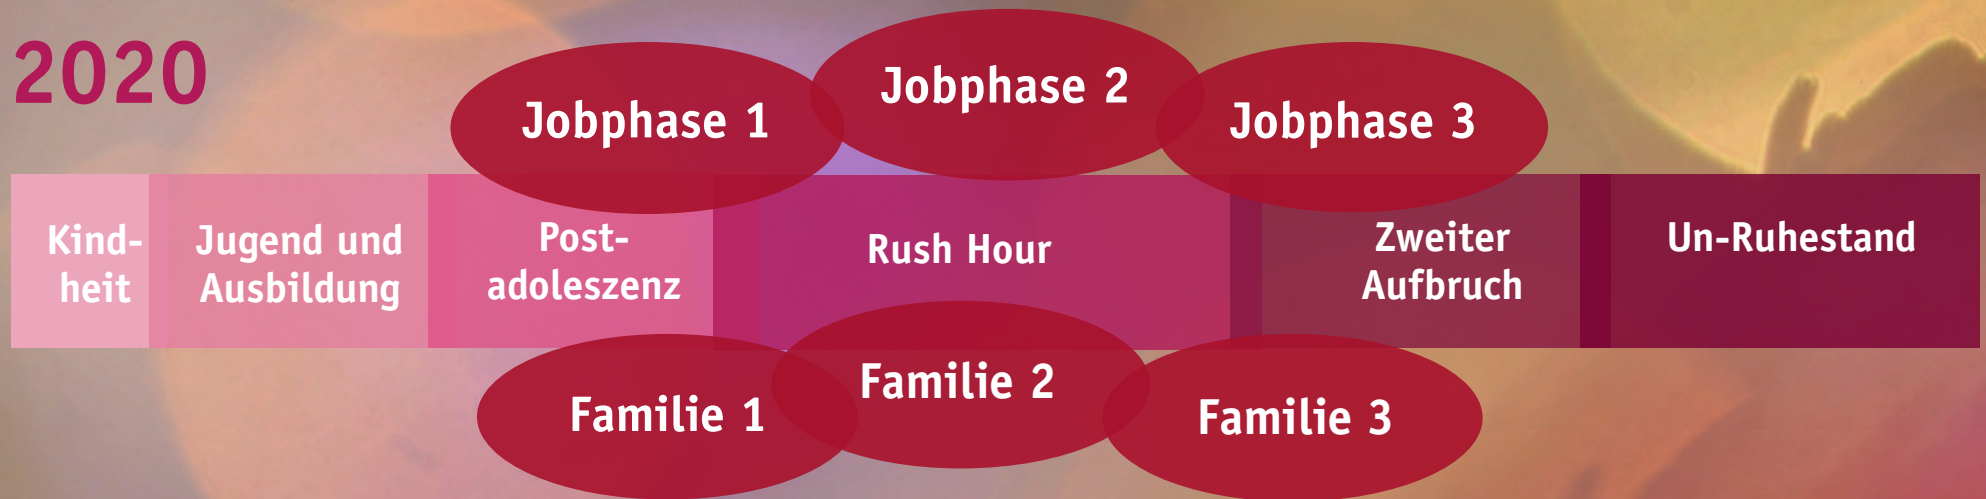 2020
Jobphase 1
Jobphase 2
Jobphase 3
Kind-
heit
Jugend und
Ausbildung
Post-
adoleszenz
Rush Hour
Zweiter
Aufbruch
Un-Ruhestand
Familie 1
Familie 2
Familie 3